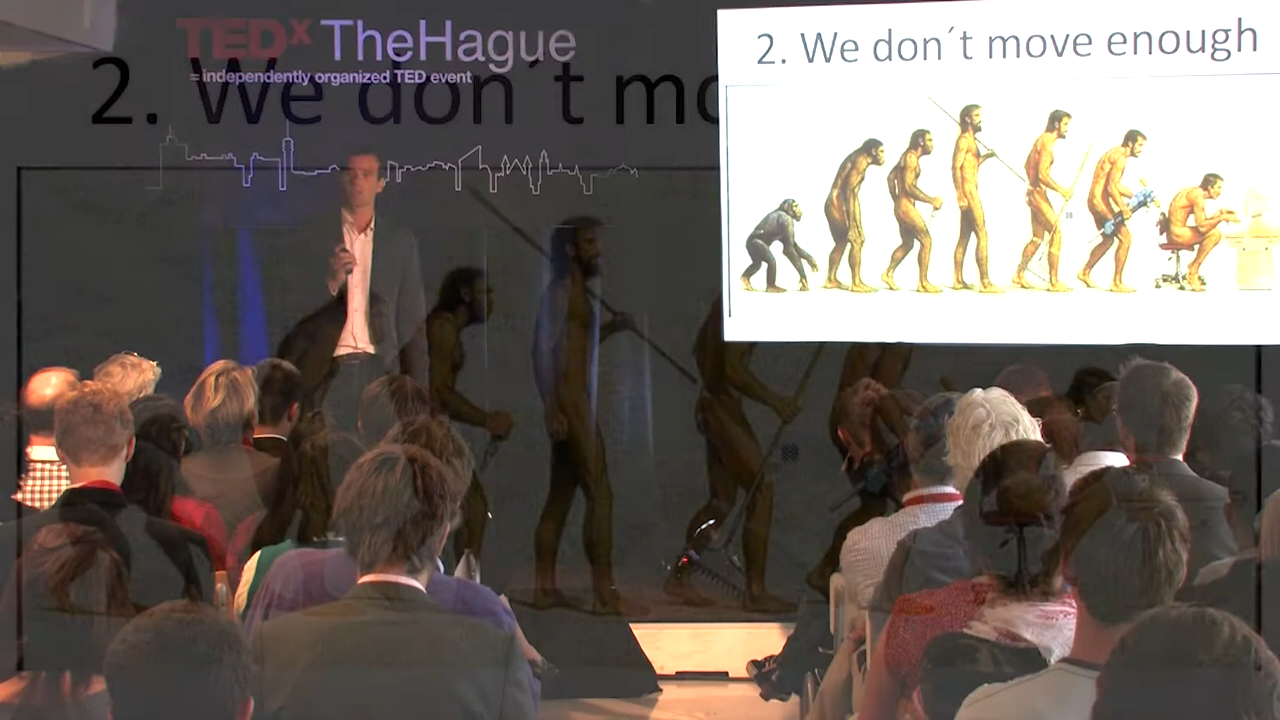 TEDx TheHague
= independently organized TED event
2. We don´t mo
2. We don´t move enough